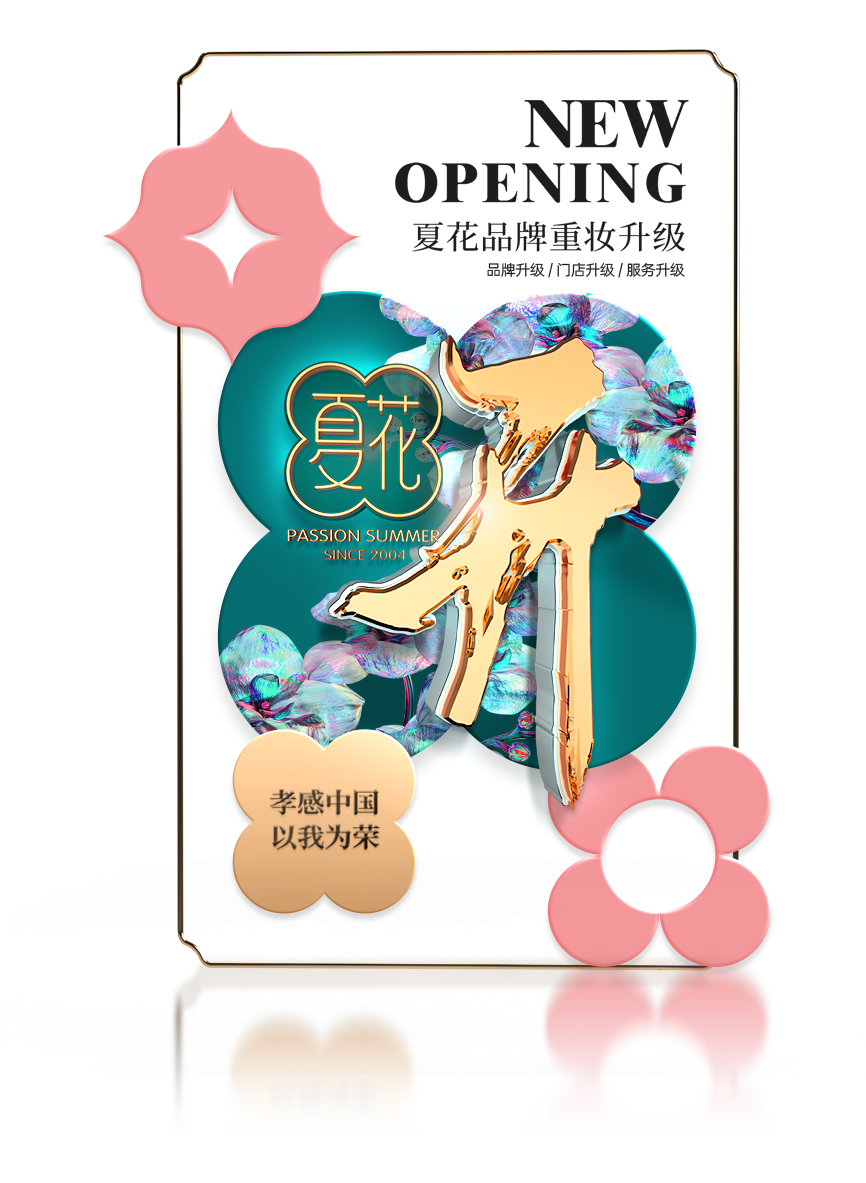 NEW
OPENING
夏花品牌重妆升级
品牌升级 / 门店升级 / 服务升级
夏花
PASSION SUMMER
SINCE 2004
孝感中国
以我为荣